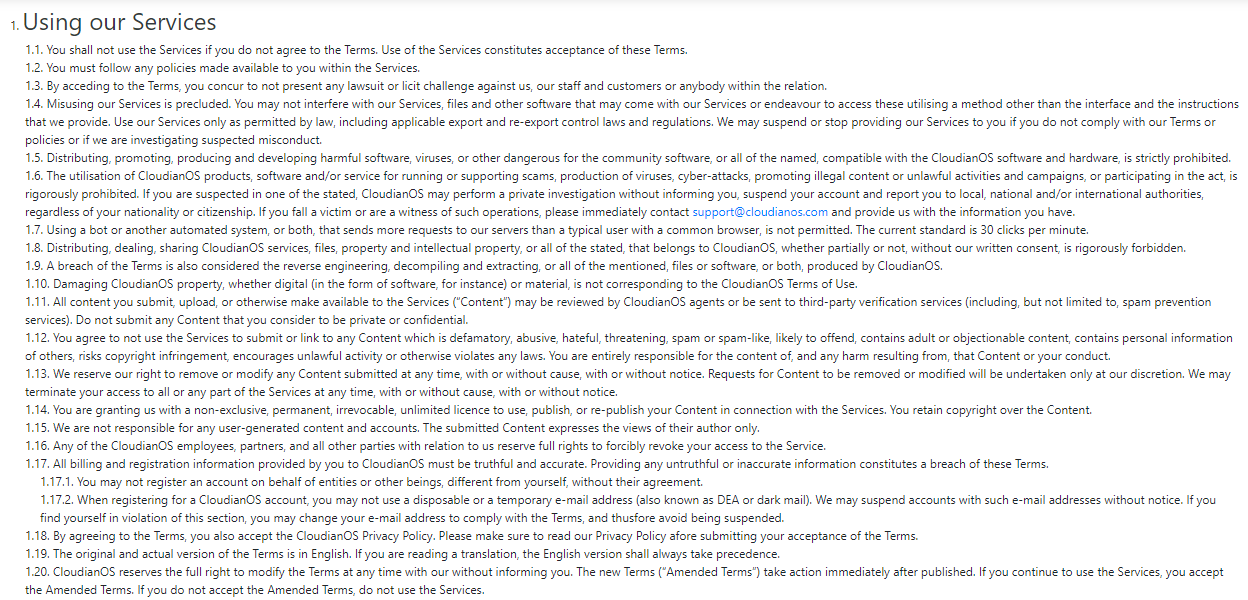 1. Using our Services
1.1. You shall not use the Services if you do not agree to the Terms. Use of the Services constitutes acceptance of these Terms.
1.2. You must follow any policies made available to you within the Services.
1.3. By acceding to the Terms, you concur to not present any lawsuit or licit challenge against us, our staff and customers or anybody within the relation.
1.4. Misusing our Services is precluded. You may not interfere with our Services, files and other software that may come with our Services or endeavour to access these utilising a method other than the interface and the instructions
that we provide. Use our Services only as permitted by law, including applicable export and re-export control laws and regulations. We may suspend or stop providing our Services to you if you do not comply with our Terms or
policies or if we are investigating suspected misconduct.
1.5. Distributing, promoting, producing and developing harmful software, viruses, or other dangerous for the community software, or all of the named, compatible with the CloudianOS software and hardware, is strictly prohibited.
1.6. The utilisation of CloudianOS products, software and/or service for running or supporting scams, production of viruses, cyber-attacks, promoting illegal content or unlawful activities and campaigns, or participating in the act, is
rigorously prohibited. If you are suspected in one of the stated, CloudianOS may perform a private investigation without informing you, suspend your account and report you to local, national and/or international authorities,
regardless of your nationality or citizenship. If you fall a victim or are a witness of such operations, please immediately contact support@cloudianos.com and provide us with the information you have.
1.7. Using a bot or another automated system, or both, that sends more requests to our servers than a typical user with a common browser, is not permitted. The current standard is 30 clicks per minute.
1.8. Distributing, dealing, sharing CloudianOS services, files, property and intellectual property, or all of the stated, that belongs to CloudianOS, whether partially or not, without our written consent, is rigorously forbidden.
1.9. A breach of the Terms is also considered the reverse engineering, decompiling and extracting, or all of the mentioned, files or software, or both, produced by CloudianOS.
1.10. Damaging CloudianOS property, whether digital (in the form of software, for instance) or material, is not corresponding to the CloudianOS Terms of Use.
1.11. All content you submit, upload, or otherwise make available to the Services ("Content") may be reviewed by CloudianOS agents or be sent to third-party verification services (including, but not limited to, spam prevention
services). Do not submit any Content that you consider to be private or confidential.
1.12. You agree to not use the Services to submit or link to any Content which is defamatory, abusive, hateful, threatening, spam or spam-like, likely to offend, contains adult or objectionable content, contains personal information
of others, risks copyright infringement, encourages unlawful activity or otherwise violates any laws. You are entirely responsible for the content of, and any harm resulting from, that Content or your conduct.
1.13. We reserve our right to remove or modify any Content submitted at any time, with or without cause, with or without notice. Requests for Content to be removed or modified will be undertaken only at our discretion. We may
terminate your access to all or any part of the Services at any time, with or without cause, with or without notice.
1.14. You are granting us with a non-exclusive, permanent, irrevocable, unlimited licence to use, publish, or re-publish your Content in connection with the Services. You retain copyright over the Content.
1.15. We are not responsible for any user-generated content and accounts. The submitted Content expresses the views of their author only.
1.16. Any of the CloudianOS employees, partners, and all other parties with relation to us reserve full rights to forcibly revoke your access to the Service.
1.17. All billing and registration information provided by you to CloudianOS must be truthful and accurate. Providing any untruthful or inaccurate information constitutes a breach of these Terms.
1.17.1. You may not register an account on behalf of entities or other beings, different from yourself, without their agreement.
1.17.2. When registering for a CloudianOS account, you may not use a disposable or a temporary e-mail address (also known as DEA or dark mail). We may suspend accounts with such e-mail addresses without notice. If you
find yourself in violation of this section, you may change your e-mail address to comply with the Terms, and thusfore avoid being suspended.
1.18. By agreeing to the Terms, you also accept the CloudianOS Privacy Policy. Please make sure to read our Privacy Policy afore submitting your acceptance of the Terms.
1.19. The original and actual version of the Terms is in English. If you are reading a translation, the English version shall always take precedence.
1.20. CloudianOS reserves the full right to modify the Terms at any time with our without informing you. The new Terms ("Amended Terms") take action immediately after published. If you continue to use the Services, you accept
the Amended Terms. If you do not accept the Amended Terms, do not use the Services.